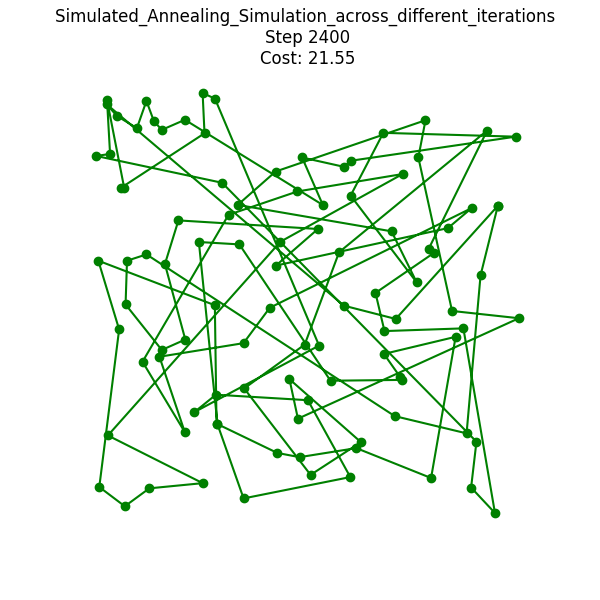 Simulated_Annealing_Simulation_across_different_iterations
Step 2400
Cost: 21.55